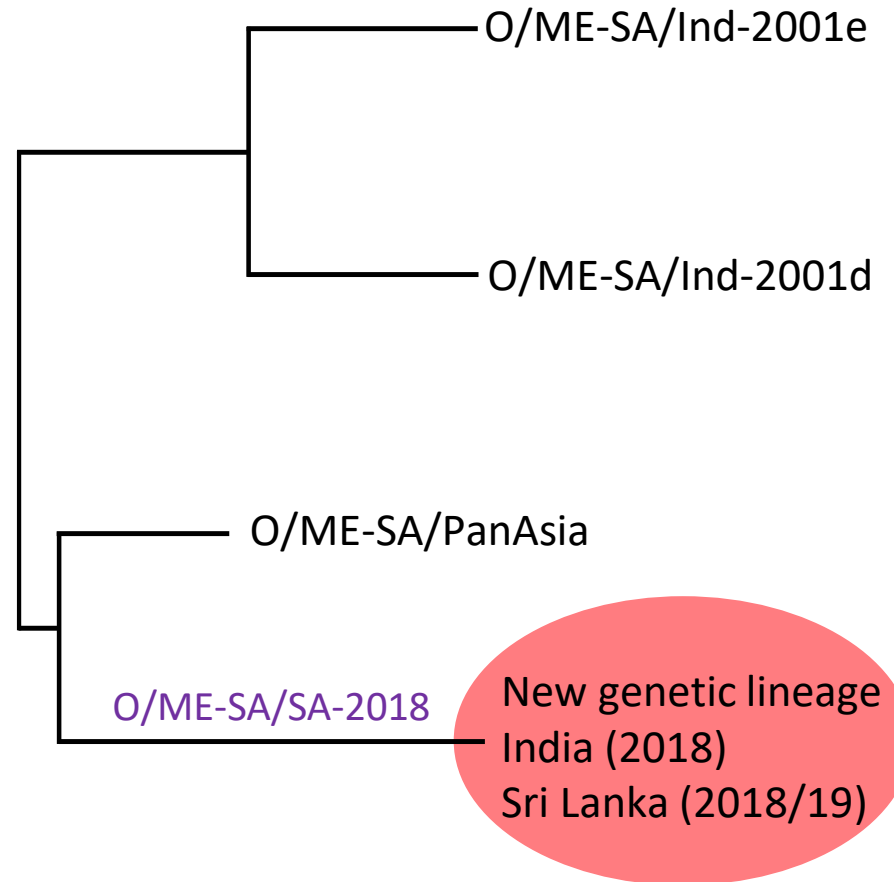 O/ME-SA/Ind-2001e
O/ME-SA/Ind-2001d
O/ME-SA/PanAsia
O/ME-SA/SA-2018
New genetic lineage
India (2018)
Sri Lanka (2018/19)